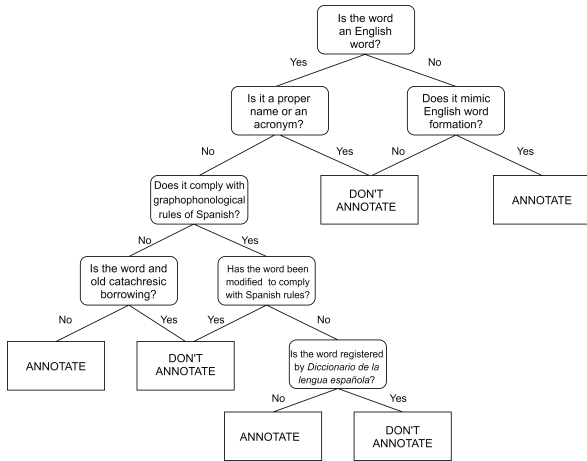 Is the word
an English
word?
Yes
No
Is it a proper
name or an
acronym?
Does it mimic
English word
formation?
No
Yes
No
Yes
Does it comply with
graphophonological
rules of Spanish?
DON'T
ANNOTATE
ANNOTATE
No
Yes
Is the word and
old catachresic
borrowing?
Has the word been
modified to comply
with Spanish rules?
No
Yes
Yes
No
ANNOTATE
DON'T
ANNOTATE
Is the word registered
by Diccionario de la
lengua española?
No
Yes
ANNOTATE
DON'T
ANNOTATE